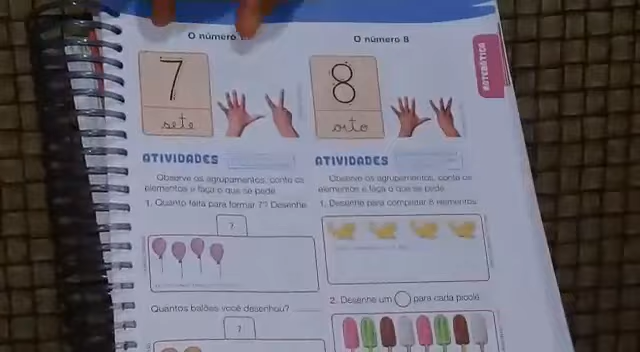 O número
O número 8
MATEMÁTICA
7
sete
8
oito
ATIVIDADES
Observe os agrupamentos, conte os
elementos e faça o que se pede.
1. Quanto falta para formar 7? Desenhe.
7
Quantos balões você desenhou?
7
ATIVIDADES
Observe os agrupamentos, conte os
elementos e faça o que se pede.
1. Desenhe para completar 8 elementos.
2. Desenhe um para cada picolé.